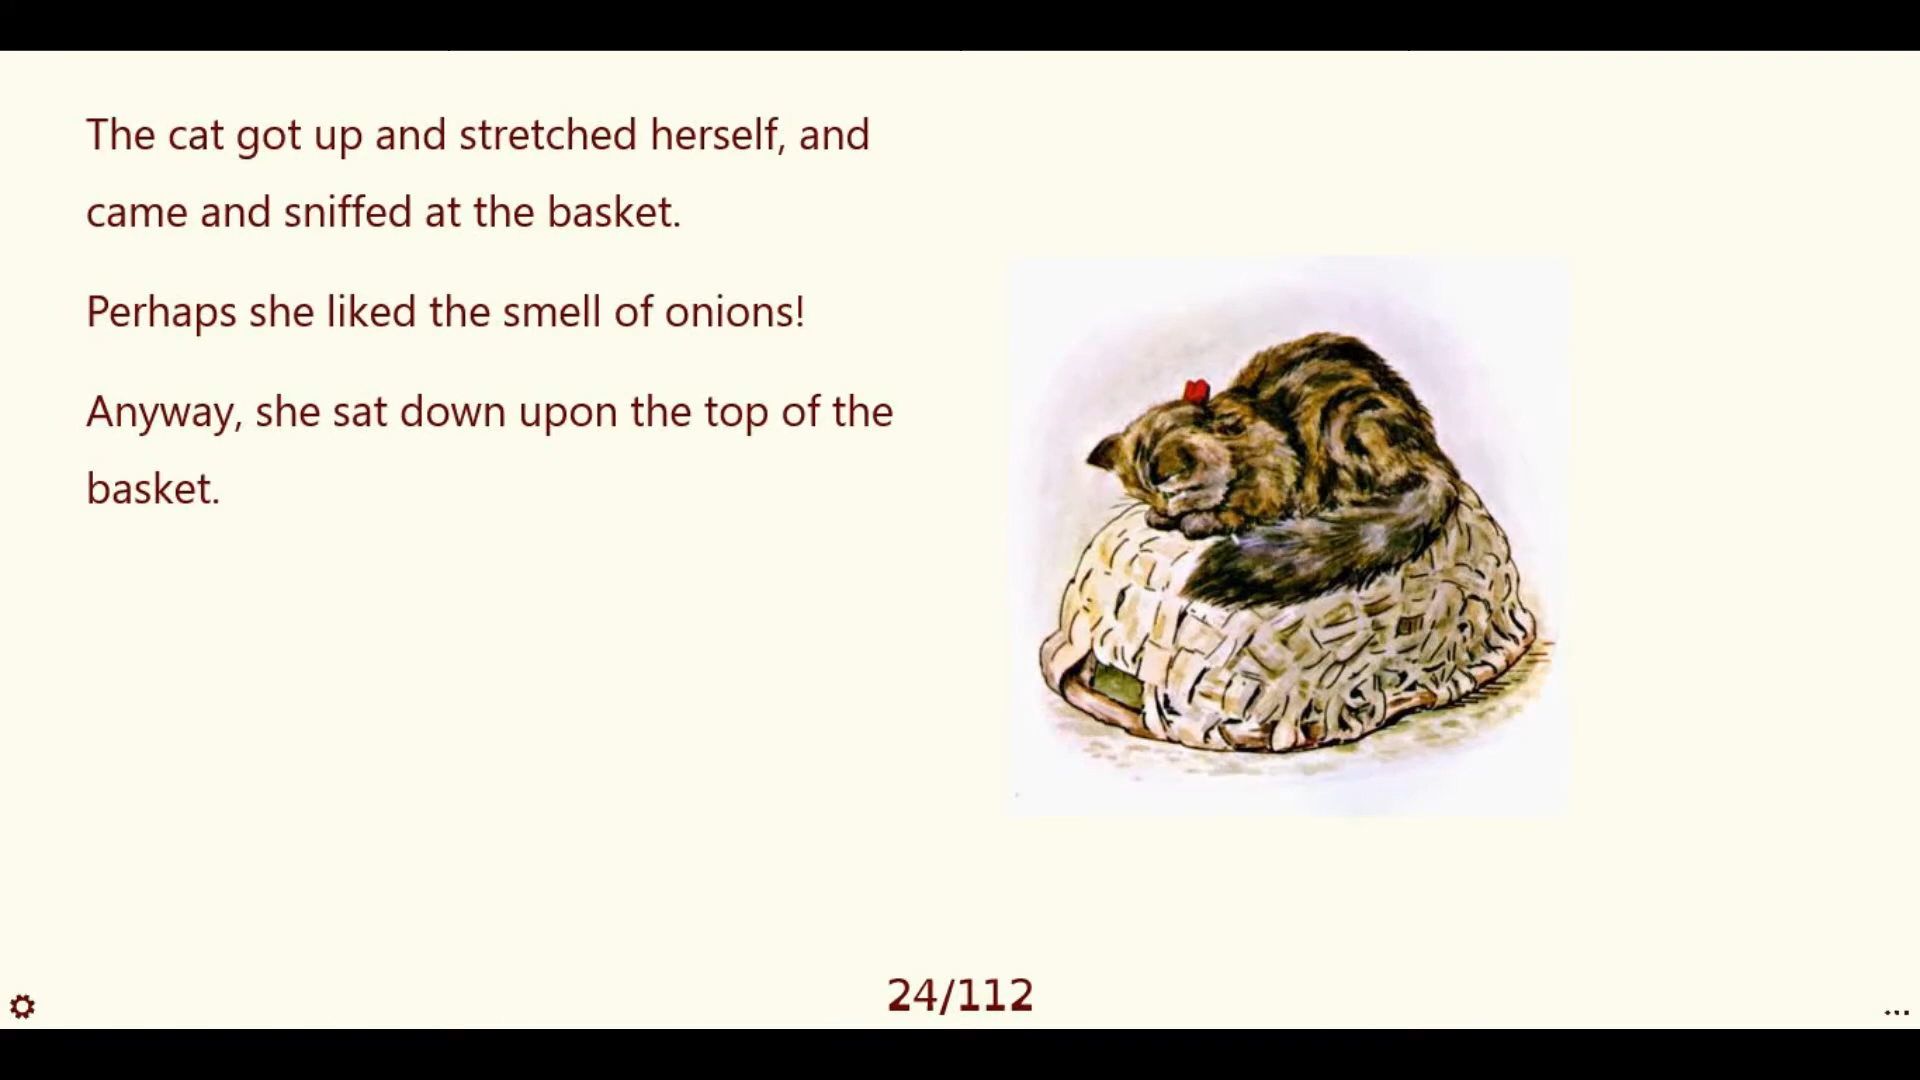 The cat got up and stretched herself, and
came and sniffed at the basket.
Perhaps she liked the smell of onions!
Anyway, she sat down upon the top of the
basket.
24/112
...